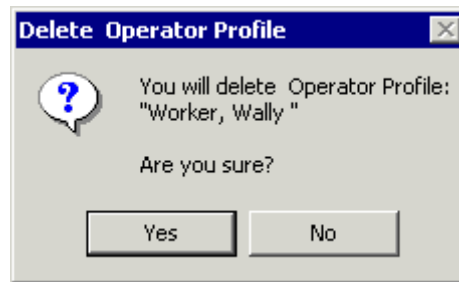 Delete  Operator Profile
You will delete  Operator Profile:
"Worker, Wally "
Are you sure?
Yes
No